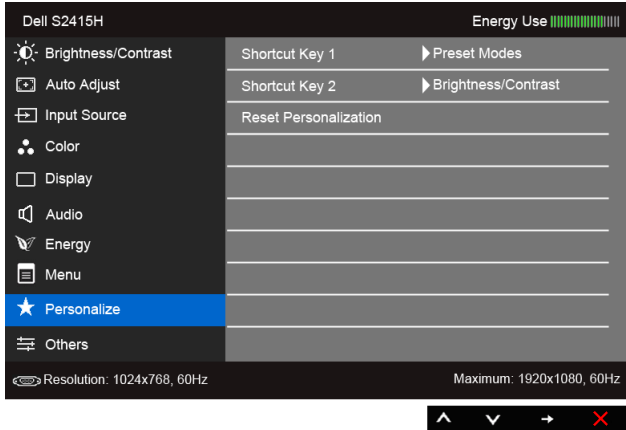 Dell S2415H Energy Use
Brightness/Contrast Shortcut Key 1 Preset Modes
Auto Adjust Shortcut Key 2 Brightness/Contrast
Input Source Reset Personalization
Color
Display
Audio
Energy
Menu
Personalize
Others
Resolution: 1024x768, 60Hz Maximum: 1920x1080, 60Hz